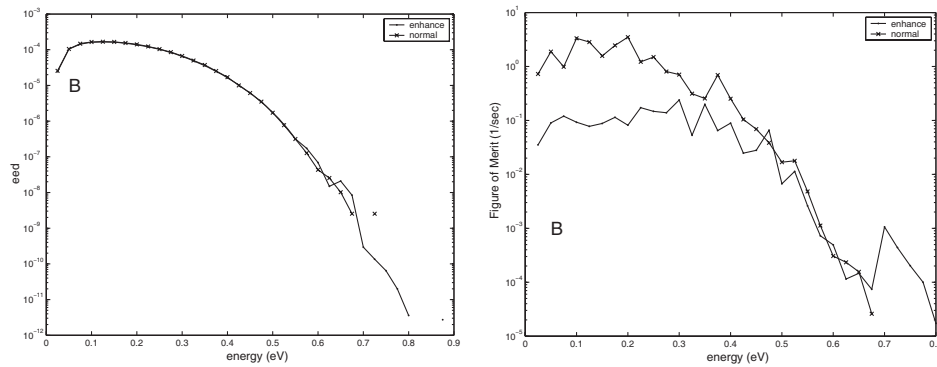 enhance
normal
B
eed
10⁻³
10⁻⁴
10⁻⁵
10⁻⁶
10⁻⁷
10⁻⁸
10⁻⁹
10⁻¹⁰
10⁻¹¹
10⁻¹²
0 0.1 0.2 0.3 0.4 0.5 0.6 0.7 0.8 0.9
energy (eV)
enhance
normal
B
Figure of Merit (1/sec)
10¹
10⁰
10⁻¹
10⁻²
10⁻³
10⁻⁴
10⁻⁵
0 0.1 0.2 0.3 0.4 0.5 0.6 0.7 0.8
energy (eV)